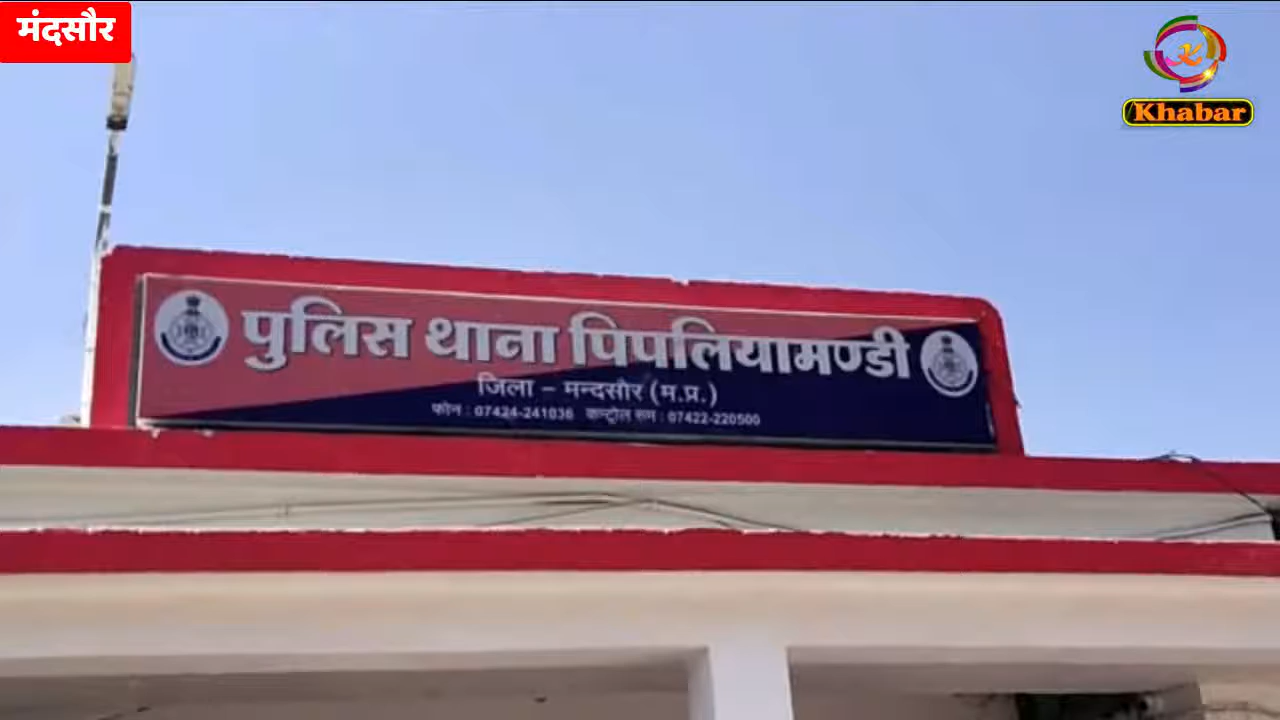 मंदसौर
Khabar
पुलिस थाना पिपलियामण्डी
जिला – मन्दसौर (म.प्र.)
फोन : 07424-241036 कन्ट्रोल रूम : 07422-220500